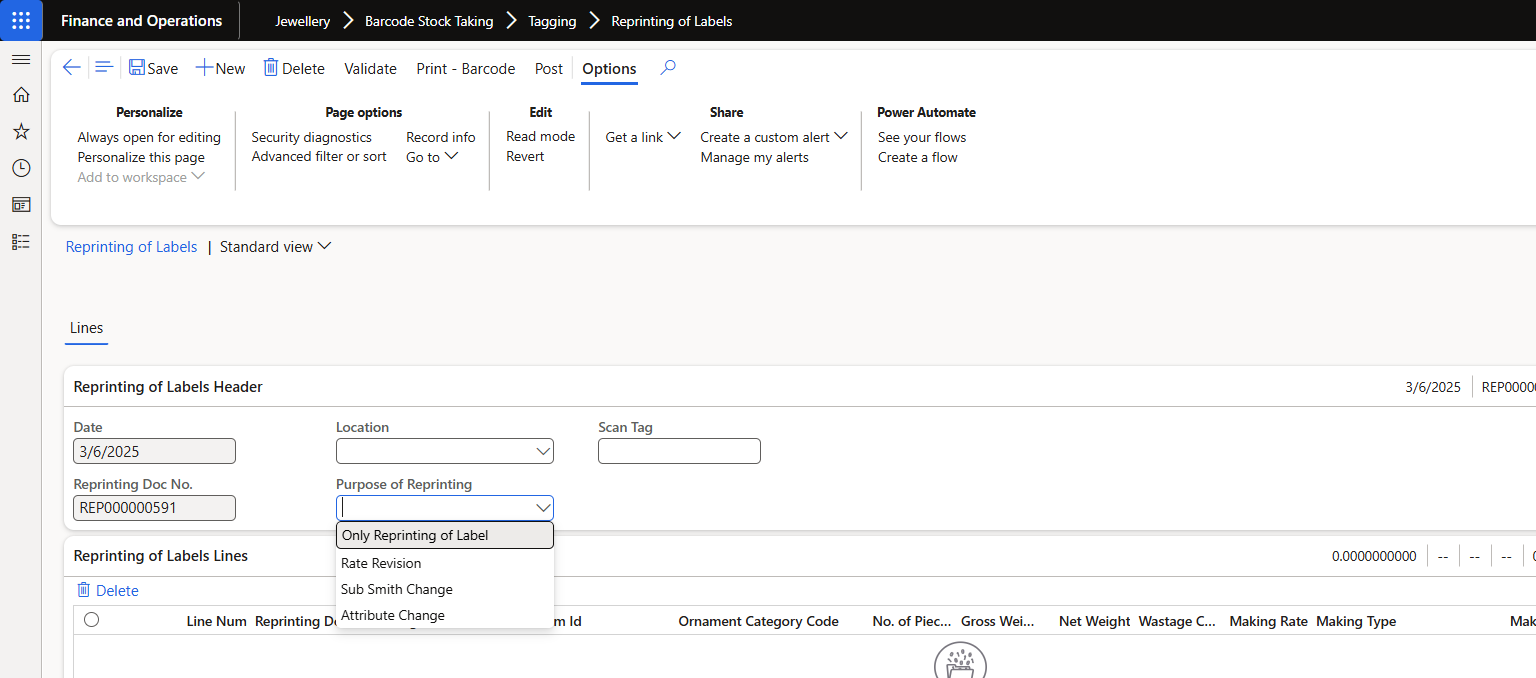 Finance and Operations
Jewellery Barcode Stock Taking Tagging Reprinting of Labels
Save New Delete Validate Print - Barcode Post Options
Personalize
Always open for editing
Personalize this page
Add to workspace
Page options
Security diagnostics Record info
Advanced filter or sort Go to
Edit
Read mode
Revert
Share
Get a link Create a custom alert
Manage my alerts
Power Automate
See your flows
Create a flow
Reprinting of Labels | Standard view
Lines
Reprinting of Labels Header 3/6/2025 REP0000
Date Location Scan Tag
3/6/2025
Reprinting Doc No. Purpose of Reprinting
REP000000591
Only Reprinting of Label
Rate Revision
Sub Smith Change
Attribute Change
Reprinting of Labels Lines 0.0000000000 -- -- --
Delete
Line Num Reprinting Id Ornament Category Code No. of Piec... Gross Wei... Net Weight Wastage C... Making Rate Making Type Mak